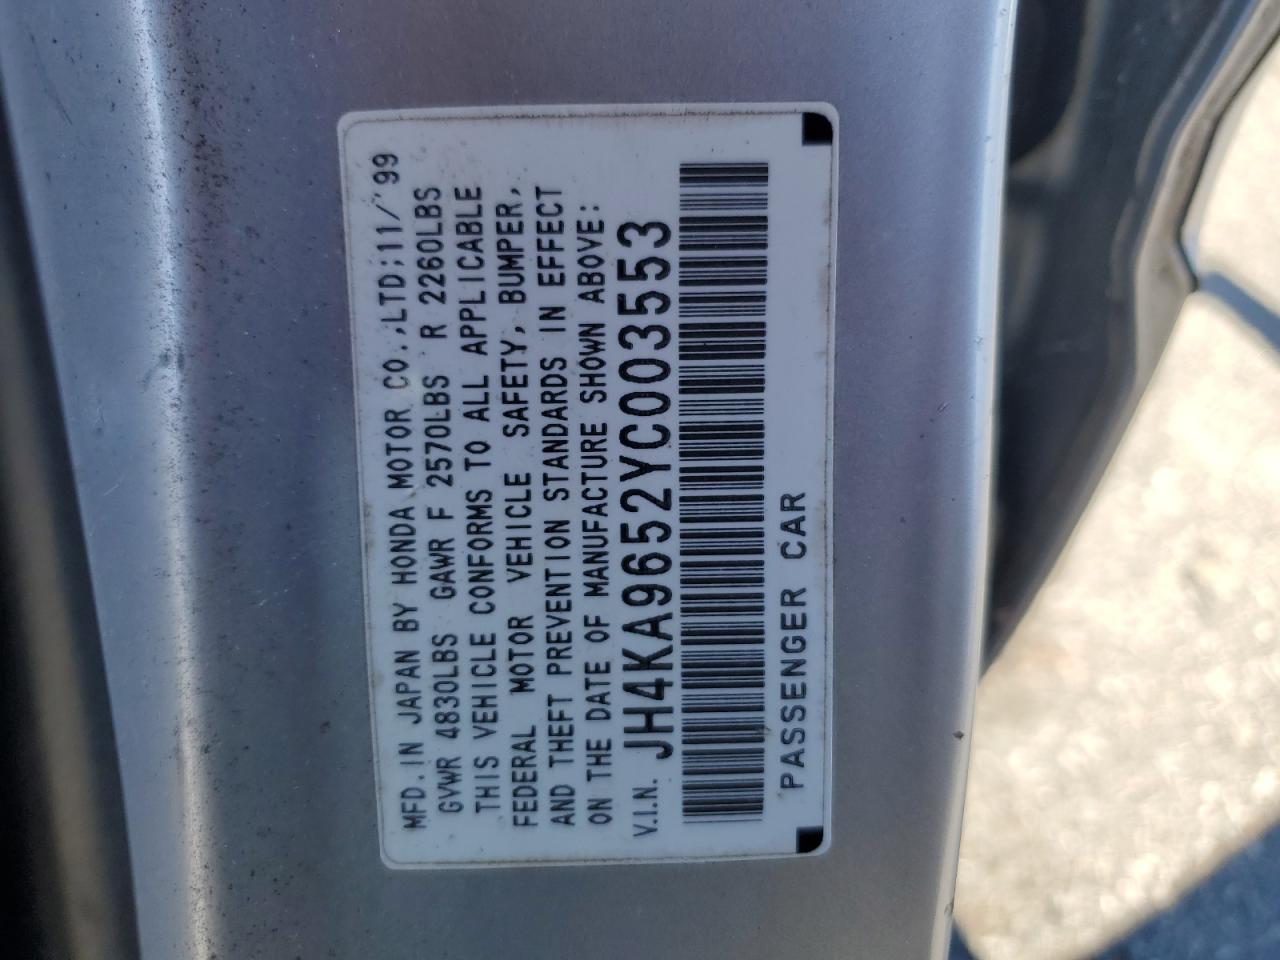 MFD. IN JAPAN BY HONDA MOTOR CO., LTD; 11/'99
GVWR 4830LBS GAWR F 2570LBS R 2260LBS
THIS VEHICLE CONFORMS TO ALL APPLICABLE
FEDERAL MOTOR VEHICLE SAFETY, BUMPER,
AND THEFT PREVENTION STANDARDS IN EFFECT
ON THE DATE OF MANUFACTURE SHOWN ABOVE:
V.I.N. JH4KA9652YC003553
PASSENGER CAR